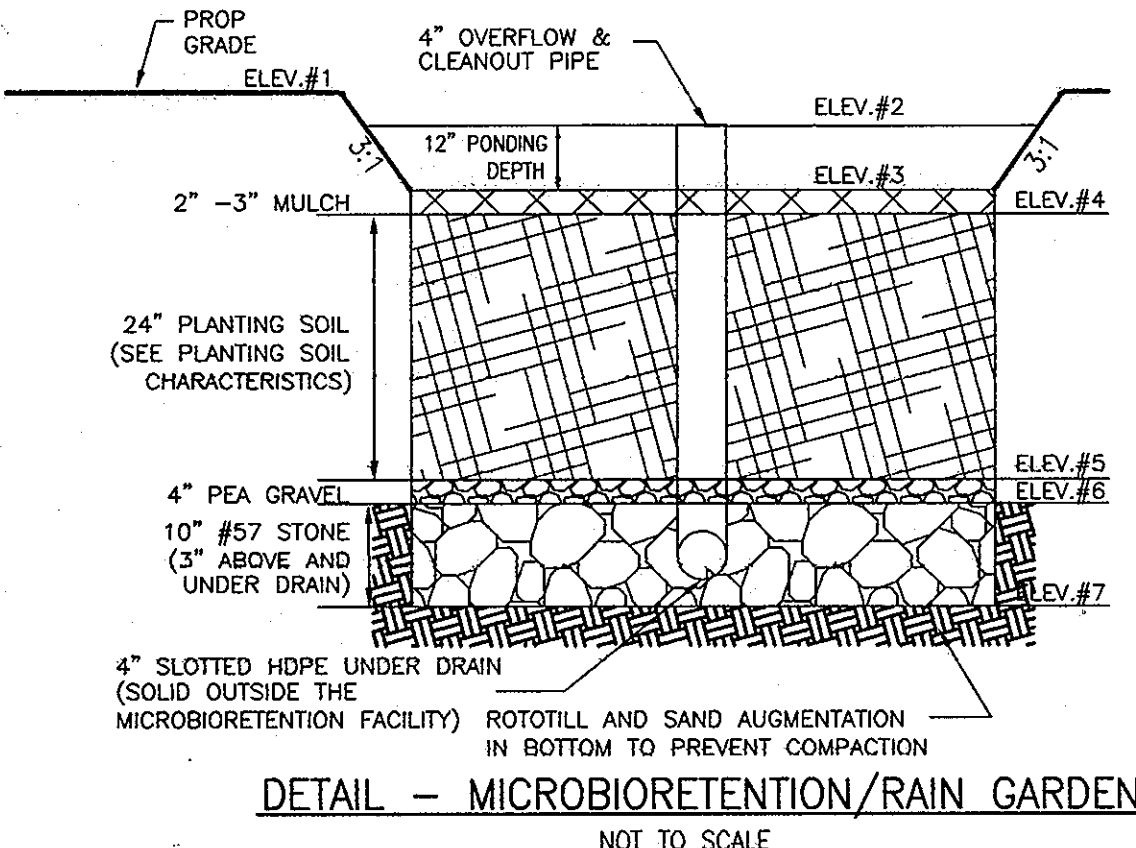 PROP
GRADE
4" OVERFLOW &
CLEANOUT PIPE
ELEV.#1
ELEV.#2
12" PONDING
DEPTH
3:1
3:1
ELEV.#3
2" -3" MULCH
ELEV.#4
24" PLANTING SOIL
(SEE PLANTING SOIL
CHARACTERISTICS)
ELEV.#5
4" PEA GRAVEL
ELEV.#6
10" #57 STONE
(3" ABOVE AND
UNDER DRAIN)
ELEV.#7
4" SLOTTED HDPE UNDER DRAIN
(SOLID OUTSIDE THE
MICROBIORETENTION FACILITY)
ROTOTILL AND SAND AUGMENTATION
IN BOTTOM TO PREVENT COMPACTION
DETAIL - MICROBIORETENTION/RAIN GARDEN
NOT TO SCALE